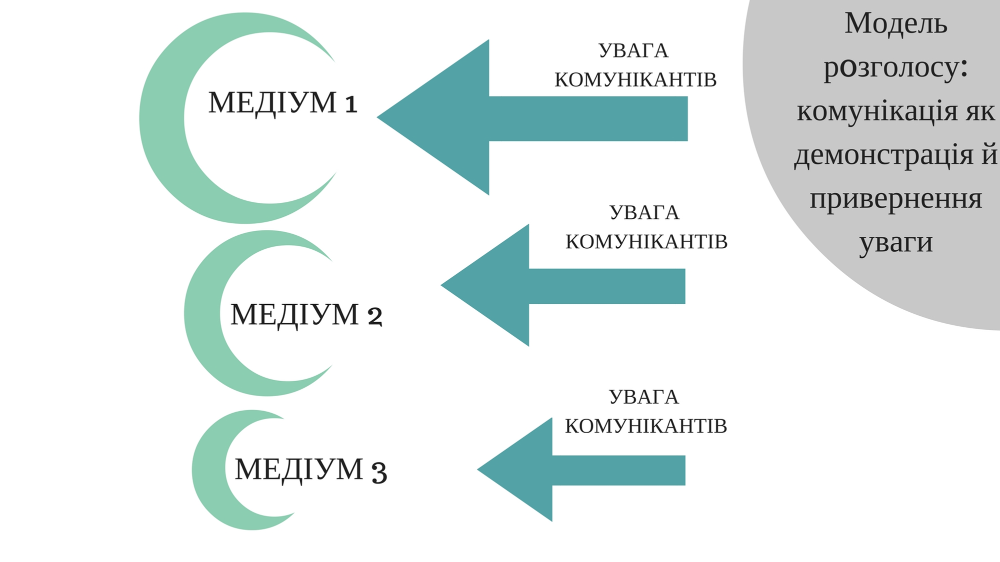 Модель
розголосу:
комунікація як
демонстрація й
привернення
уваги
УВАГА
КОМУНІКАНТІВ
МЕДІУМ 1
УВАГА
КОМУНІКАНТІВ
МЕДІУМ 2
УВАГА
КОМУНІКАНТІВ
МЕДІУМ 3